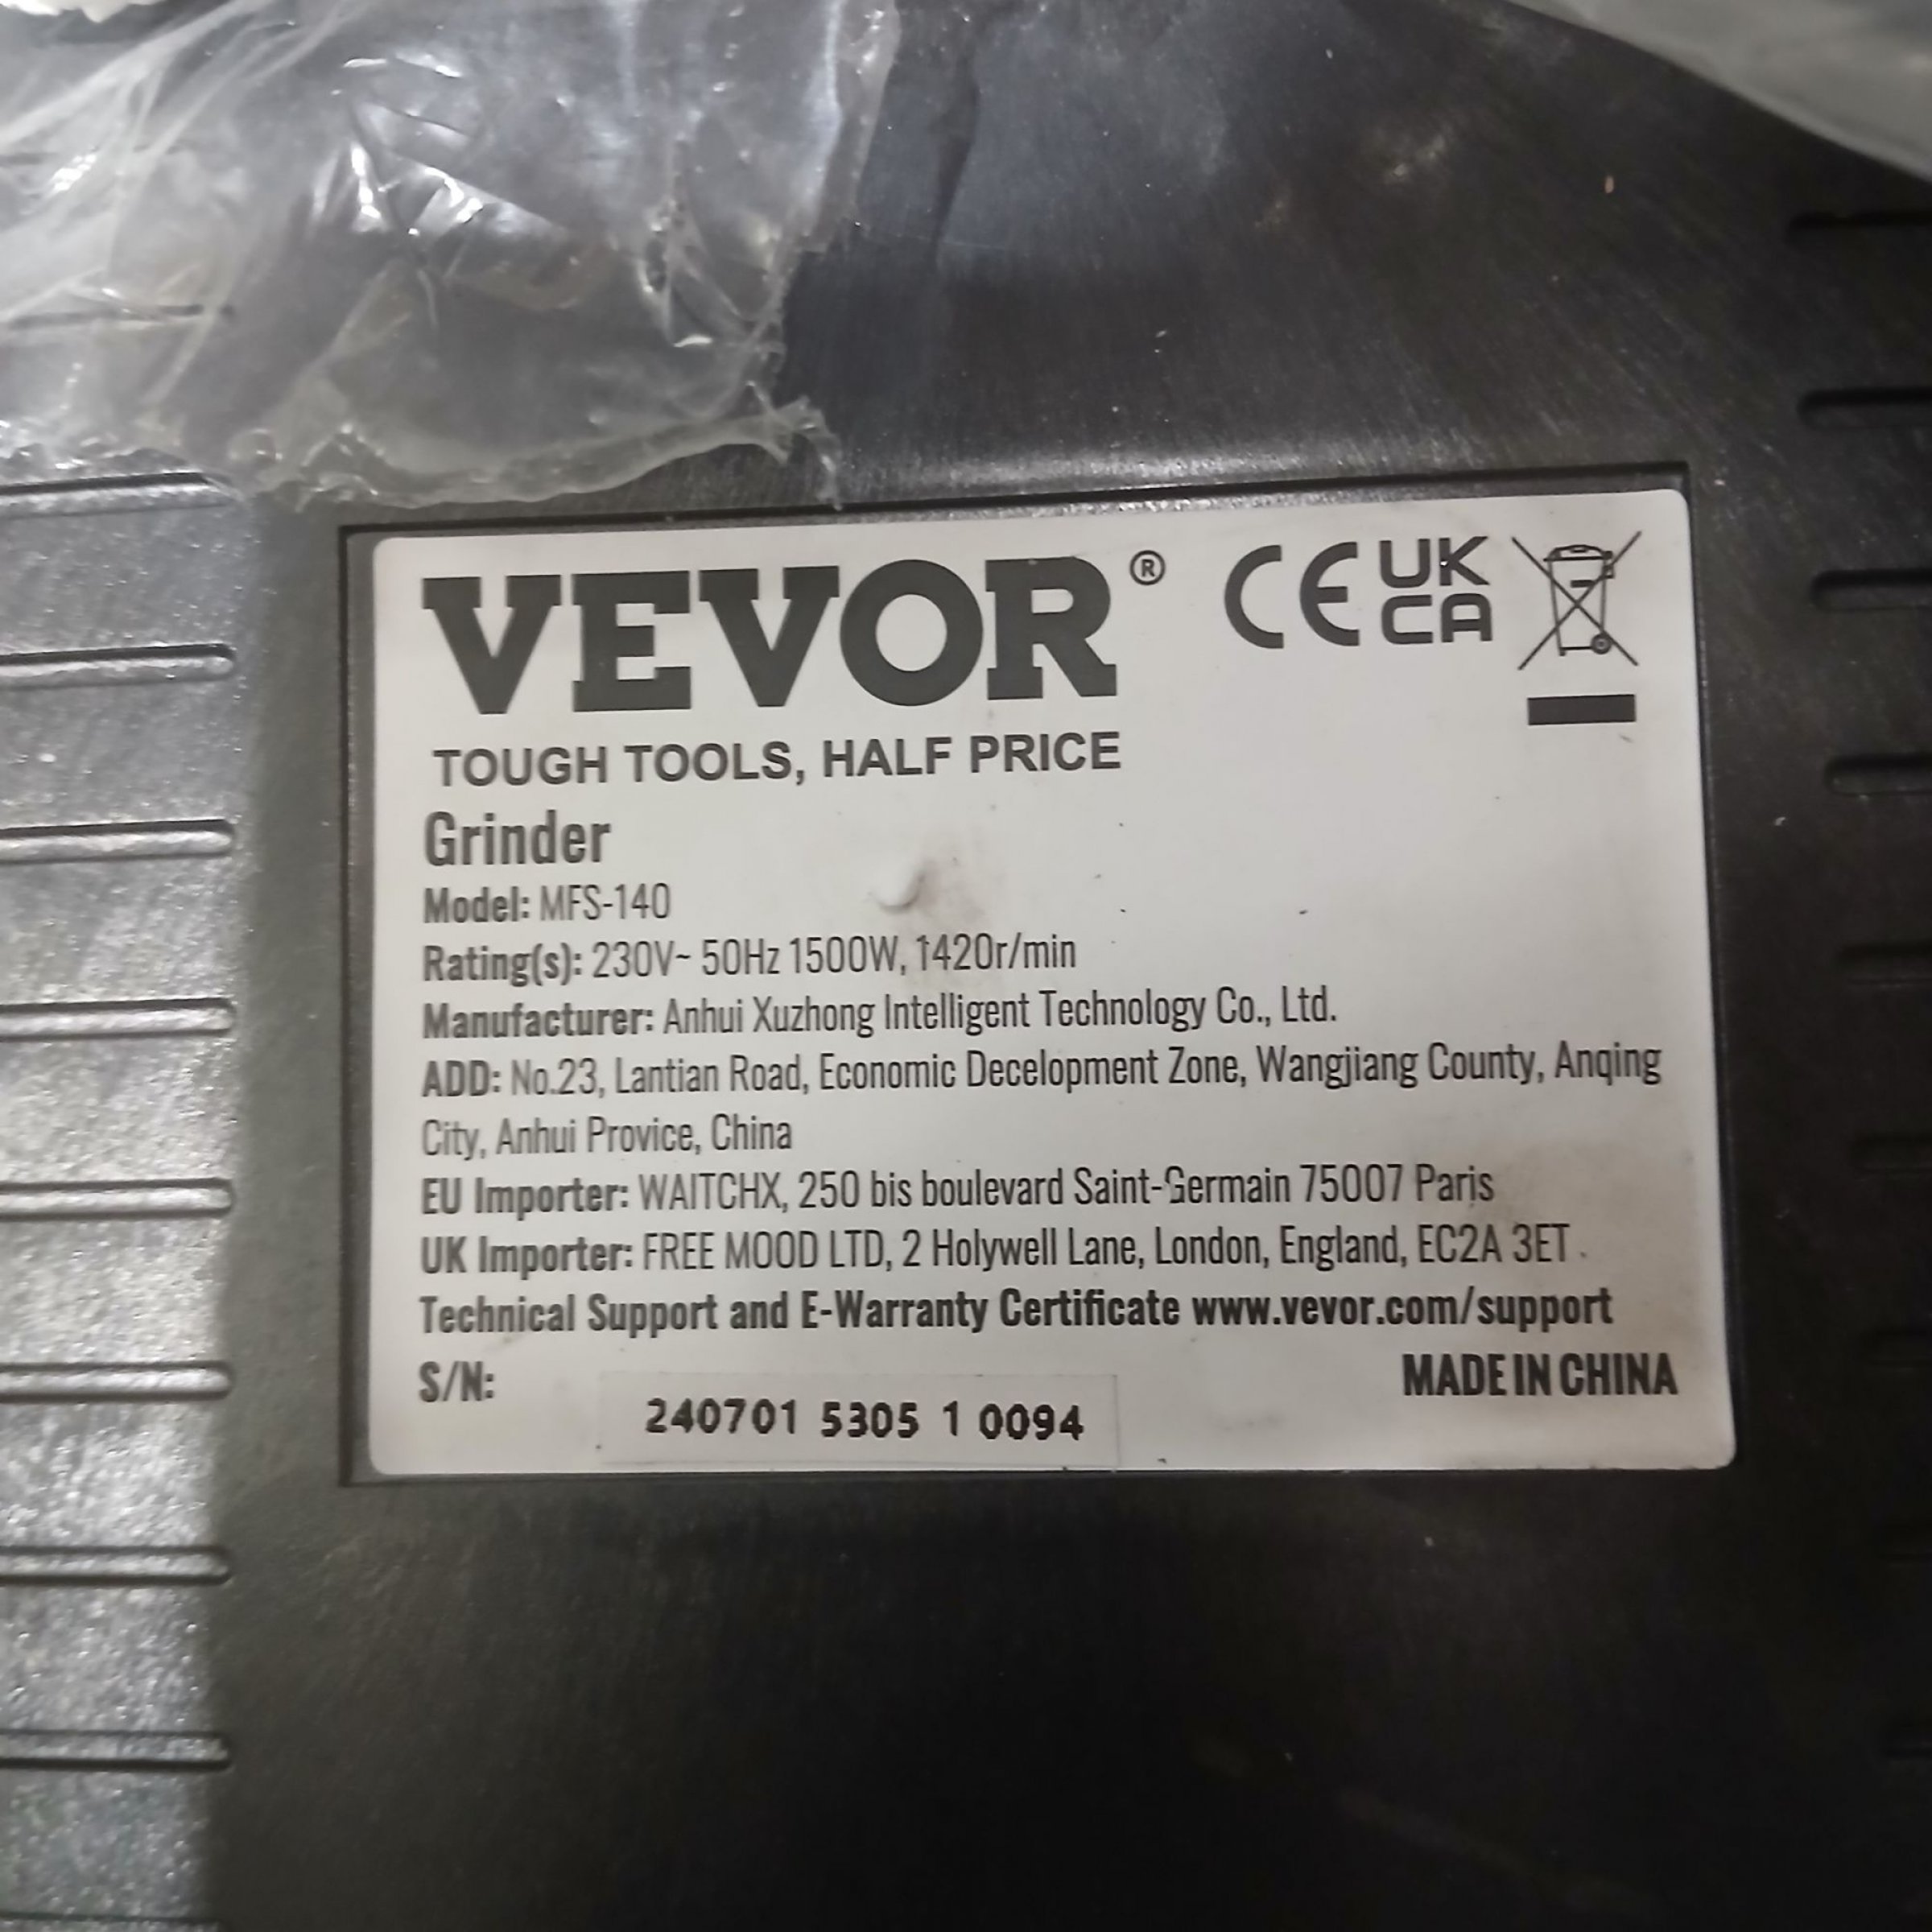 VEVOR® CE UK CA
TOUGH TOOLS, HALF PRICE
Grinder
Model: MFS-140
Rating(s): 230V~ 50Hz 1500W, 1420r/min
Manufacturer: Anhui Xuzhong Intelligent Technology Co., Ltd.
ADD: No.23, Lantian Road, Economic Decelopment Zone, Wangjiang County, Anqing
City, Anhui Provice, China
EU Importer: WAITCHX, 250 bis boulevard Saint-Germain 75007 Paris
UK Importer: FREE MOOD LTD, 2 Holywell Lane, London, England, EC2A 3ET .
Technical Support and E-Warranty Certificate www.vevor.com/support
S/N: MADE IN CHINA
240701 5305 1 0094